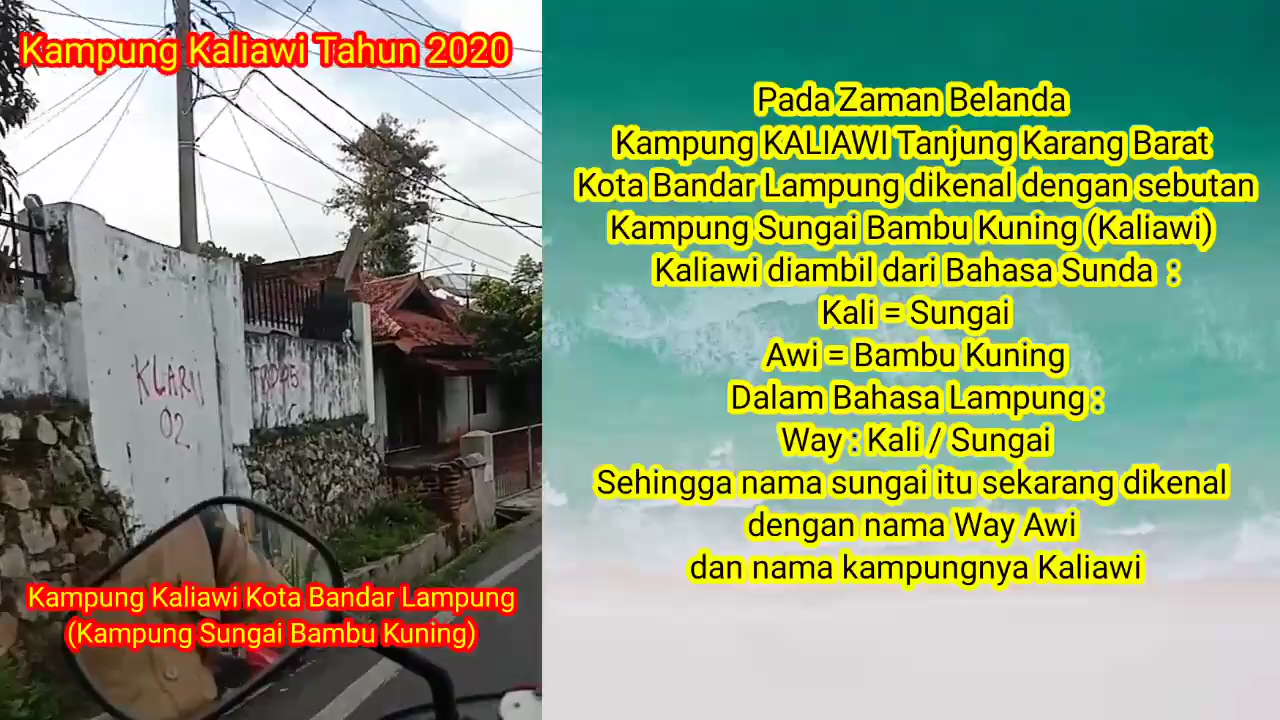 Kampung Kaliawi Tahun 2020
KLARII
02
Kampung Kaliawi Kota Bandar Lampung
(Kampung Sungai Bambu Kuning)
Pada Zaman Belanda
Kampung KALIAWI Tanjung Karang Barat
Kota Bandar Lampung dikenal dengan sebutan
Kampung Sungai Bambu Kuning (Kaliawi)
Kaliawi diambil dari Bahasa Sunda :
Kali = Sungai
Awi = Bambu Kuning
Dalam Bahasa Lampung :
Way : Kali / Sungai
Sehingga nama sungai itu sekarang dikenal
dengan nama Way Awi
dan nama kampungnya Kaliawi